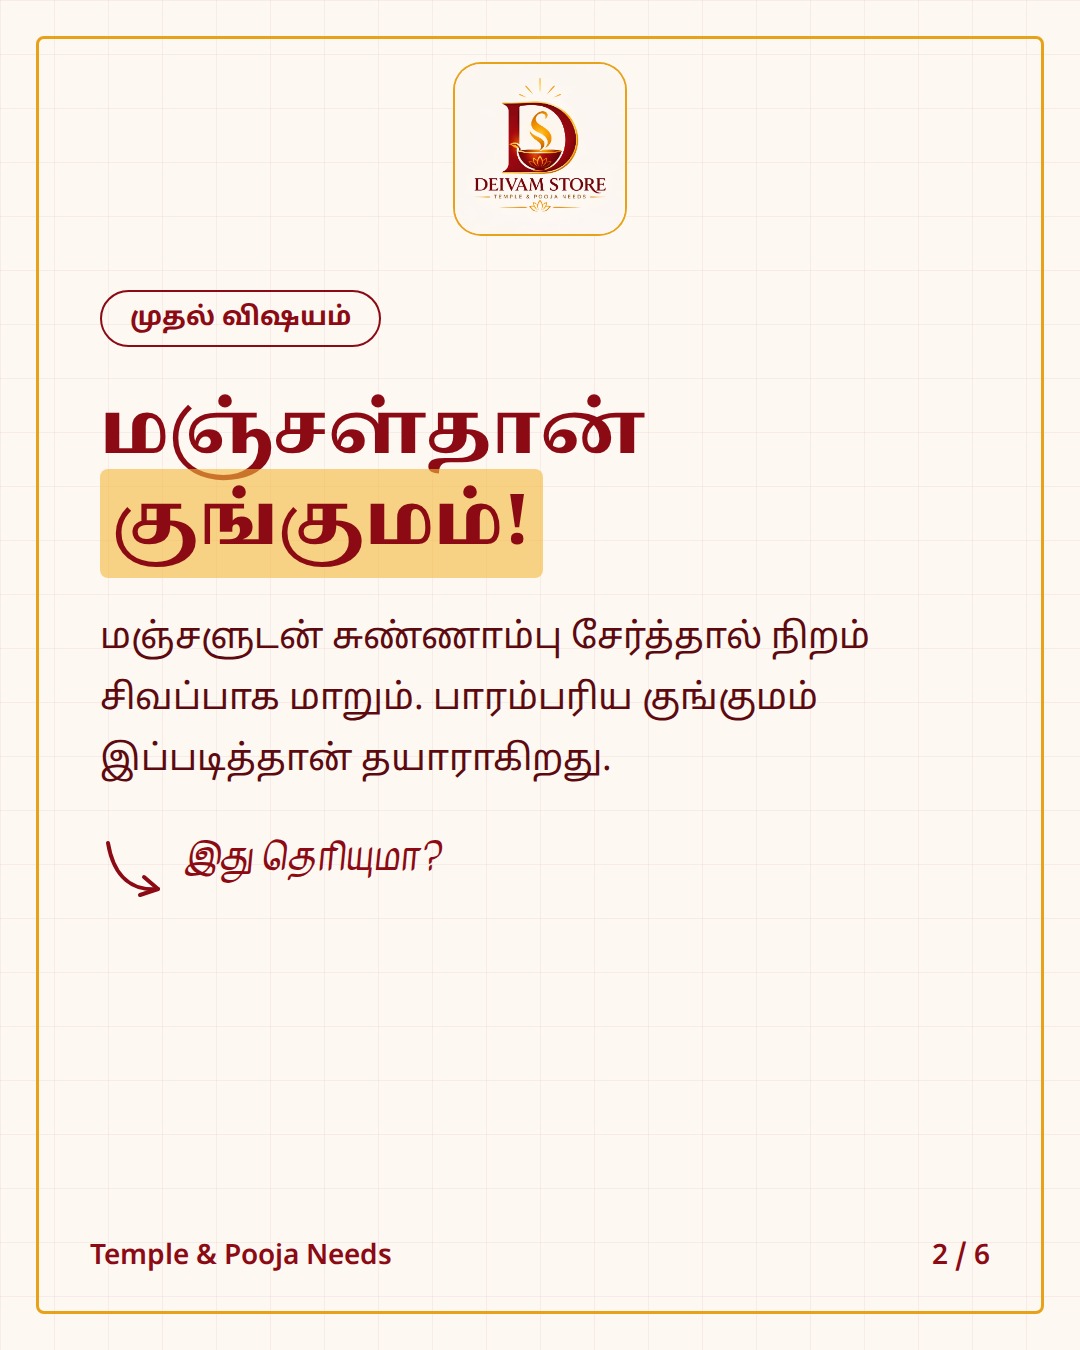 DEIVAM STORE
TEMPLE & POOJA NEEDS
முதல் விஷயம்
மஞ்சள்தான்
குங்குமம்!
மஞ்சளுடன் சுண்ணாம்பு சேர்த்தால் நிறம்
சிவப்பாக மாறும். பாரம்பரிய குங்குமம்
இப்படித்தான் தயாராகிறது.
இது தெரியுமா?
Temple & Pooja Needs
2 / 6